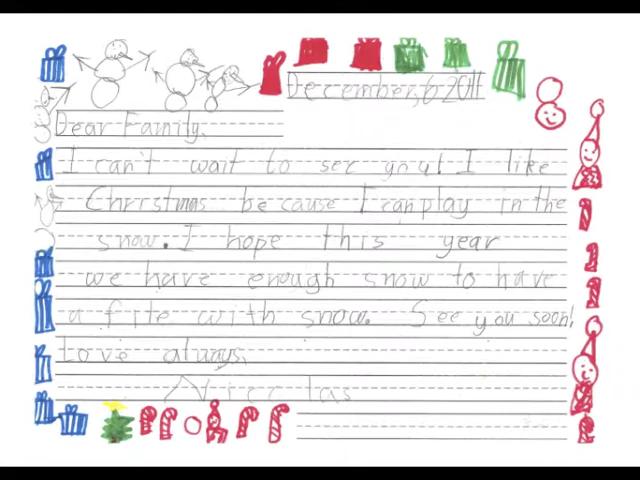 December, 6 2011
Dear Family,
I can't wait to see you! I like
Christmas because I can play in the
snow. I hope this year
we have enough snow to have
a fite with snow. See you soon!
Love always,